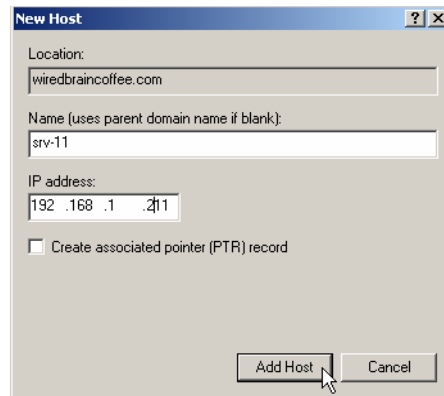 New Host
Location:
wiredbraincoffee.com
Name (uses parent domain name if blank):
srv-11
IP address:
192 .168 .1 .211
Create associated pointer (PTR) record
Add Host
Cancel